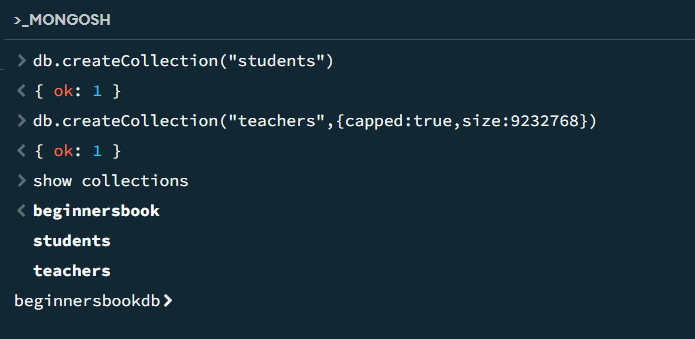 >_MONGOSH
> db.createCollection("students")
< { ok: 1 }
> db.createCollection("teachers",{capped:true,size:9232768})
< { ok: 1 }
> show collections
< beginnersbook
students
teachers
beginnersbookdb>